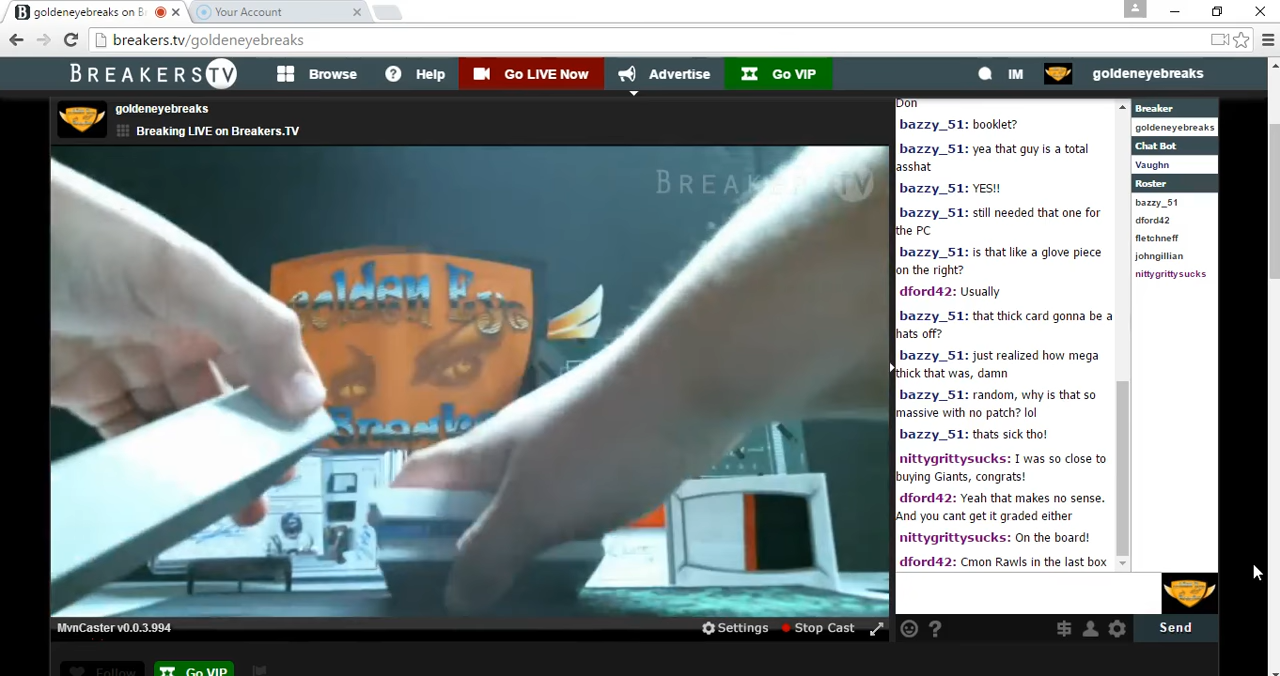 goldeneyebreaks on B
Your Account
breakers.tv/goldeneyebreaks
BREAKERS TV
Browse
Help
Go LIVE Now
Advertise
Go VIP
IM
goldeneyebreaks
goldeneyebreaks
Breaking LIVE on Breakers.TV
BREAKERS TV
Golden Eye
Breaks
MvnCaster v0.0.3.994
Settings
Stop Cast
Follow
Go VIP
Don
bazzy_51: booklet?
bazzy_51: yea that guy is a total
asshat
bazzy_51: YES!!
bazzy_51: still needed that one for
the PC
bazzy_51: is that like a glove piece
on the right?
dford42: Usually
bazzy_51: that thick card gonna be a
hats off?
bazzy_51: just realized how mega
thick that was, damn
bazzy_51: random, why is that so
massive with no patch? lol
bazzy_51: thats sick tho!
nittygrittysucks: I was so close to
buying Giants, congrats!
dford42: Yeah that makes no sense.
And you cant get it graded either
nittygrittysucks: On the board!
dford42: Cmon Rawls in the last box
Send
Breaker
goldeneyebreaks
Chat Bot
Vaughn
Roster
bazzy_51
dford42
fletchneff
johngillian
nittygrittysucks